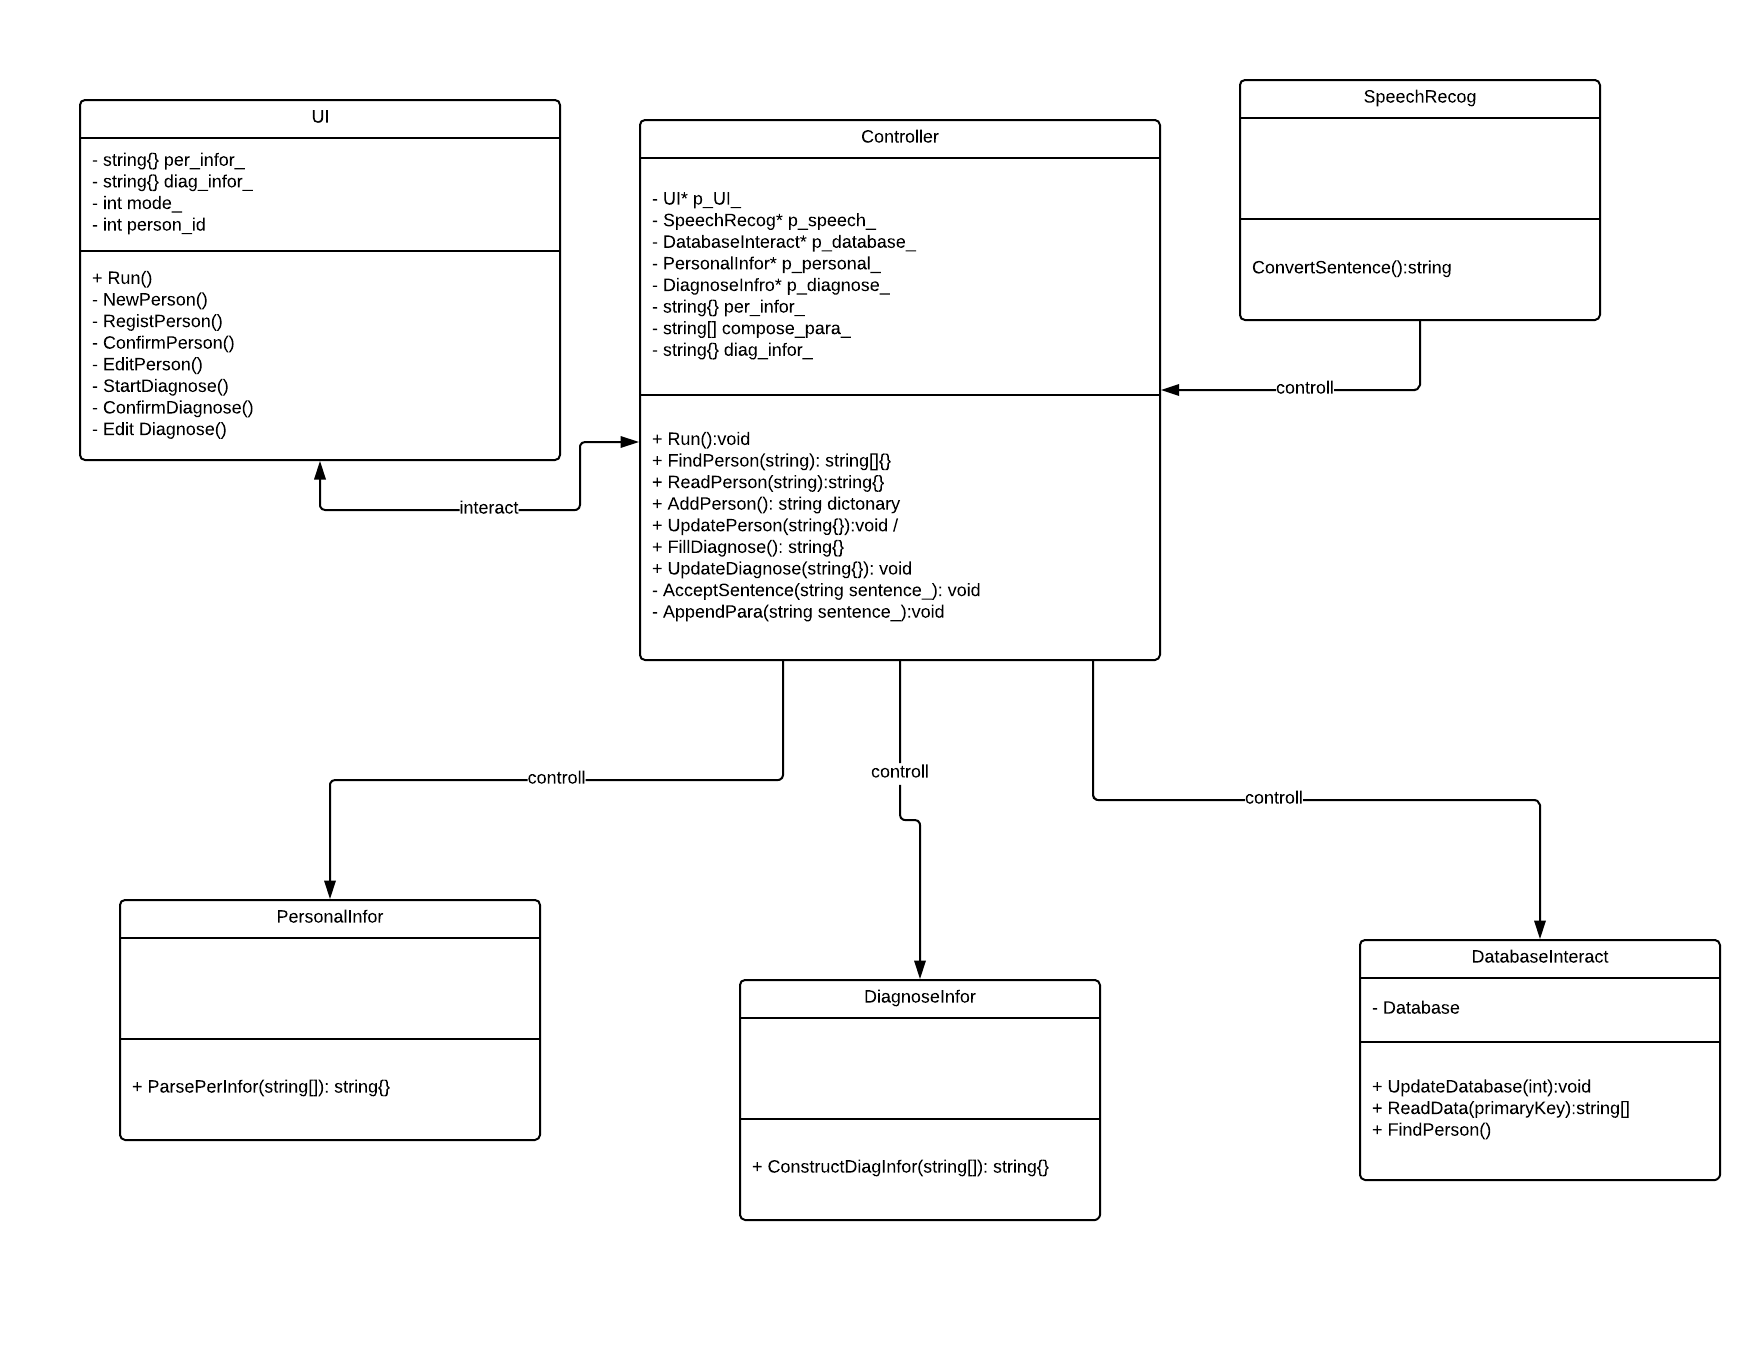 UI
- string{} per_infor_
- string{} diag_infor_
- int mode_
- int person_id
+ Run()
- NewPerson()
- RegistPerson()
- ConfirmPerson()
- EditPerson()
- StartDiagnose()
- ConfirmDiagnose()
- Edit Diagnose()
interact
Controller
- UI* p_UI_
- SpeechRecog* p_speech_
- DatabaseInteract* p_database_
- PersonalInfor* p_personal_
- DiagnoseInfro* p_diagnose_
- string{} per_infor_
- string[] compose_para_
- string{} diag_infor_
+ Run():void
+ FindPerson(string): string[]{}
+ ReadPerson(string):string{}
+ AddPerson(): string dictonary
+ UpdatePerson(string{}):void /
+ FillDiagnose(): string{}
+ UpdateDiagnose(string{}): void
- AcceptSentence(string sentence_): void
- AppendPara(string sentence_):void
SpeechRecog
ConvertSentence():string
controll
controll
controll
controll
PersonalInfor
+ ParsePerInfor(string[]): string{}
DiagnoseInfor
+ ConstructDiagInfor(string[]): string{}
DatabaseInteract
- Database
+ UpdateDatabase(int):void
+ ReadData(primaryKey):string[]
+ FindPerson()